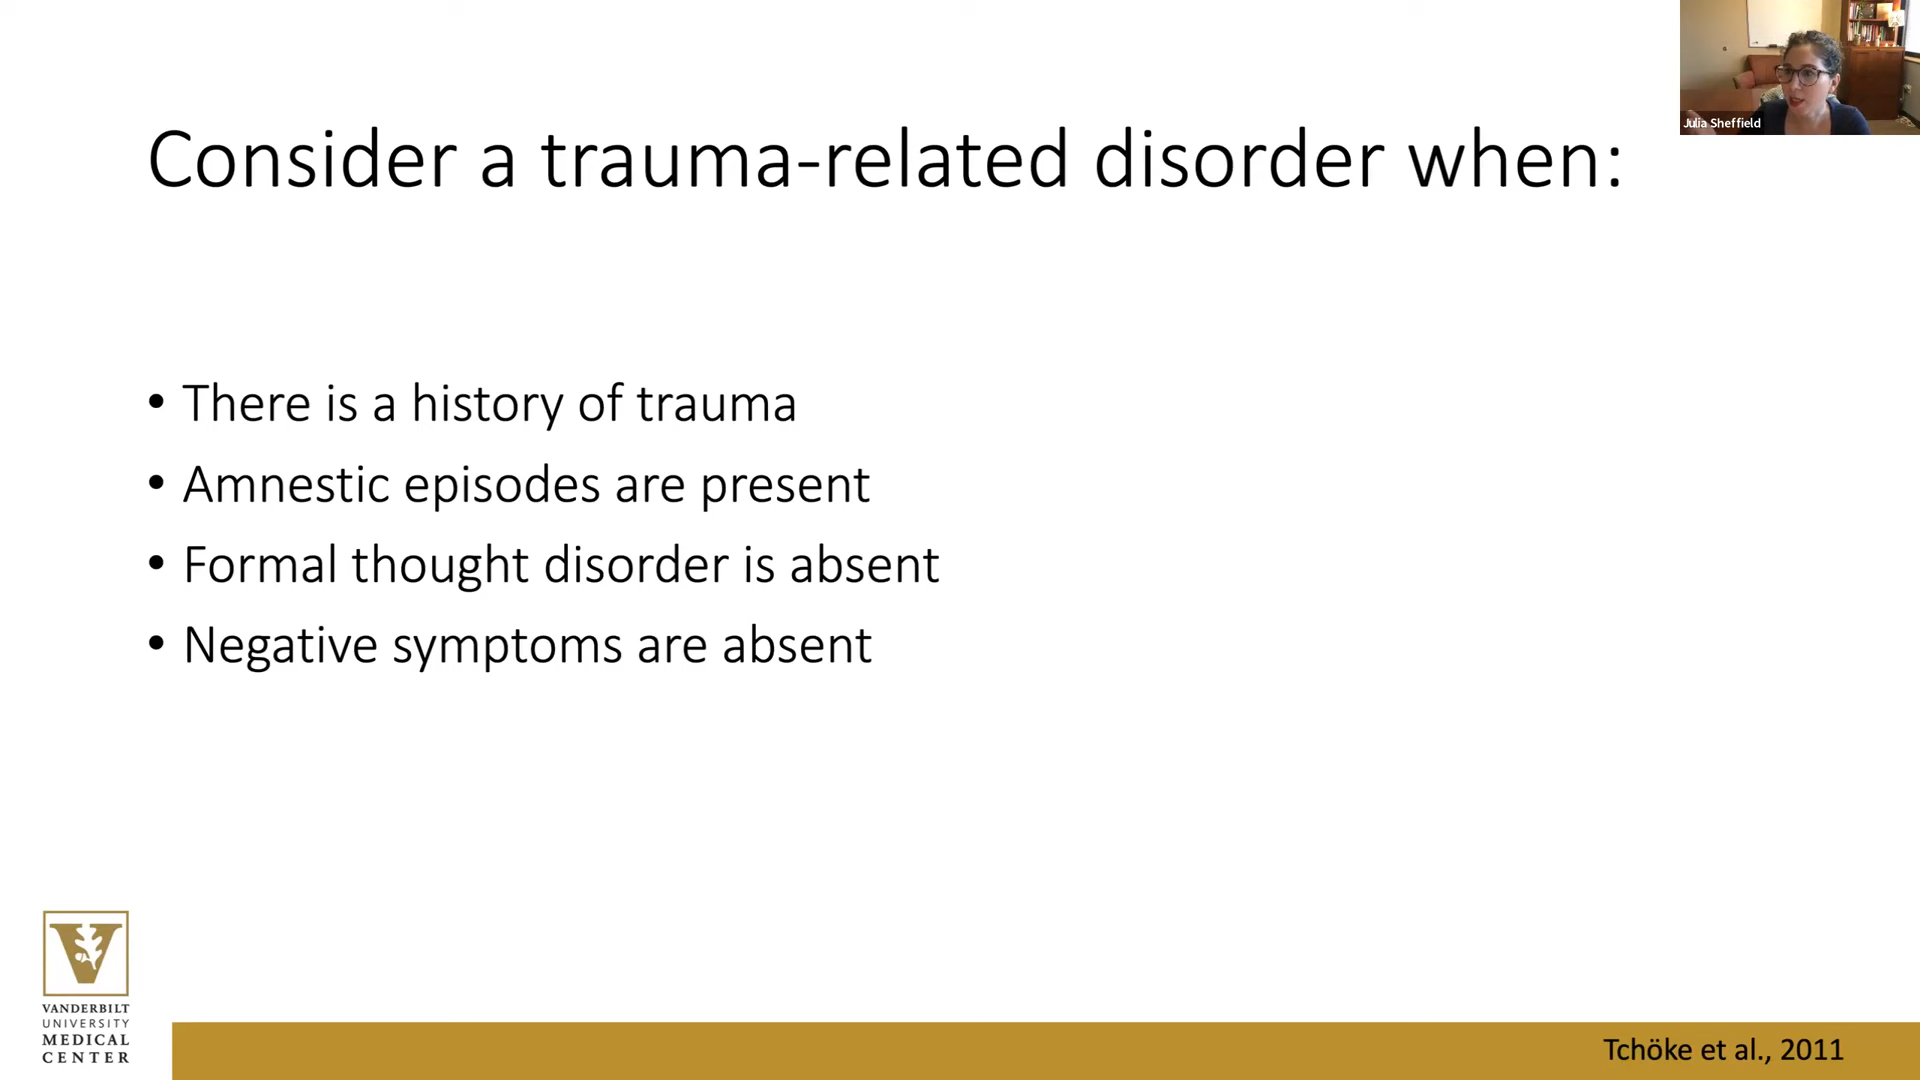 Julia Sheffield
Consider a trauma-related disorder when:
• There is a history of trauma
• Amnestic episodes are present
• Formal thought disorder is absent
• Negative symptoms are absent
V
VANDERBILT
UNIVERSITY
MEDICAL
CENTER
Tchöke et al., 2011